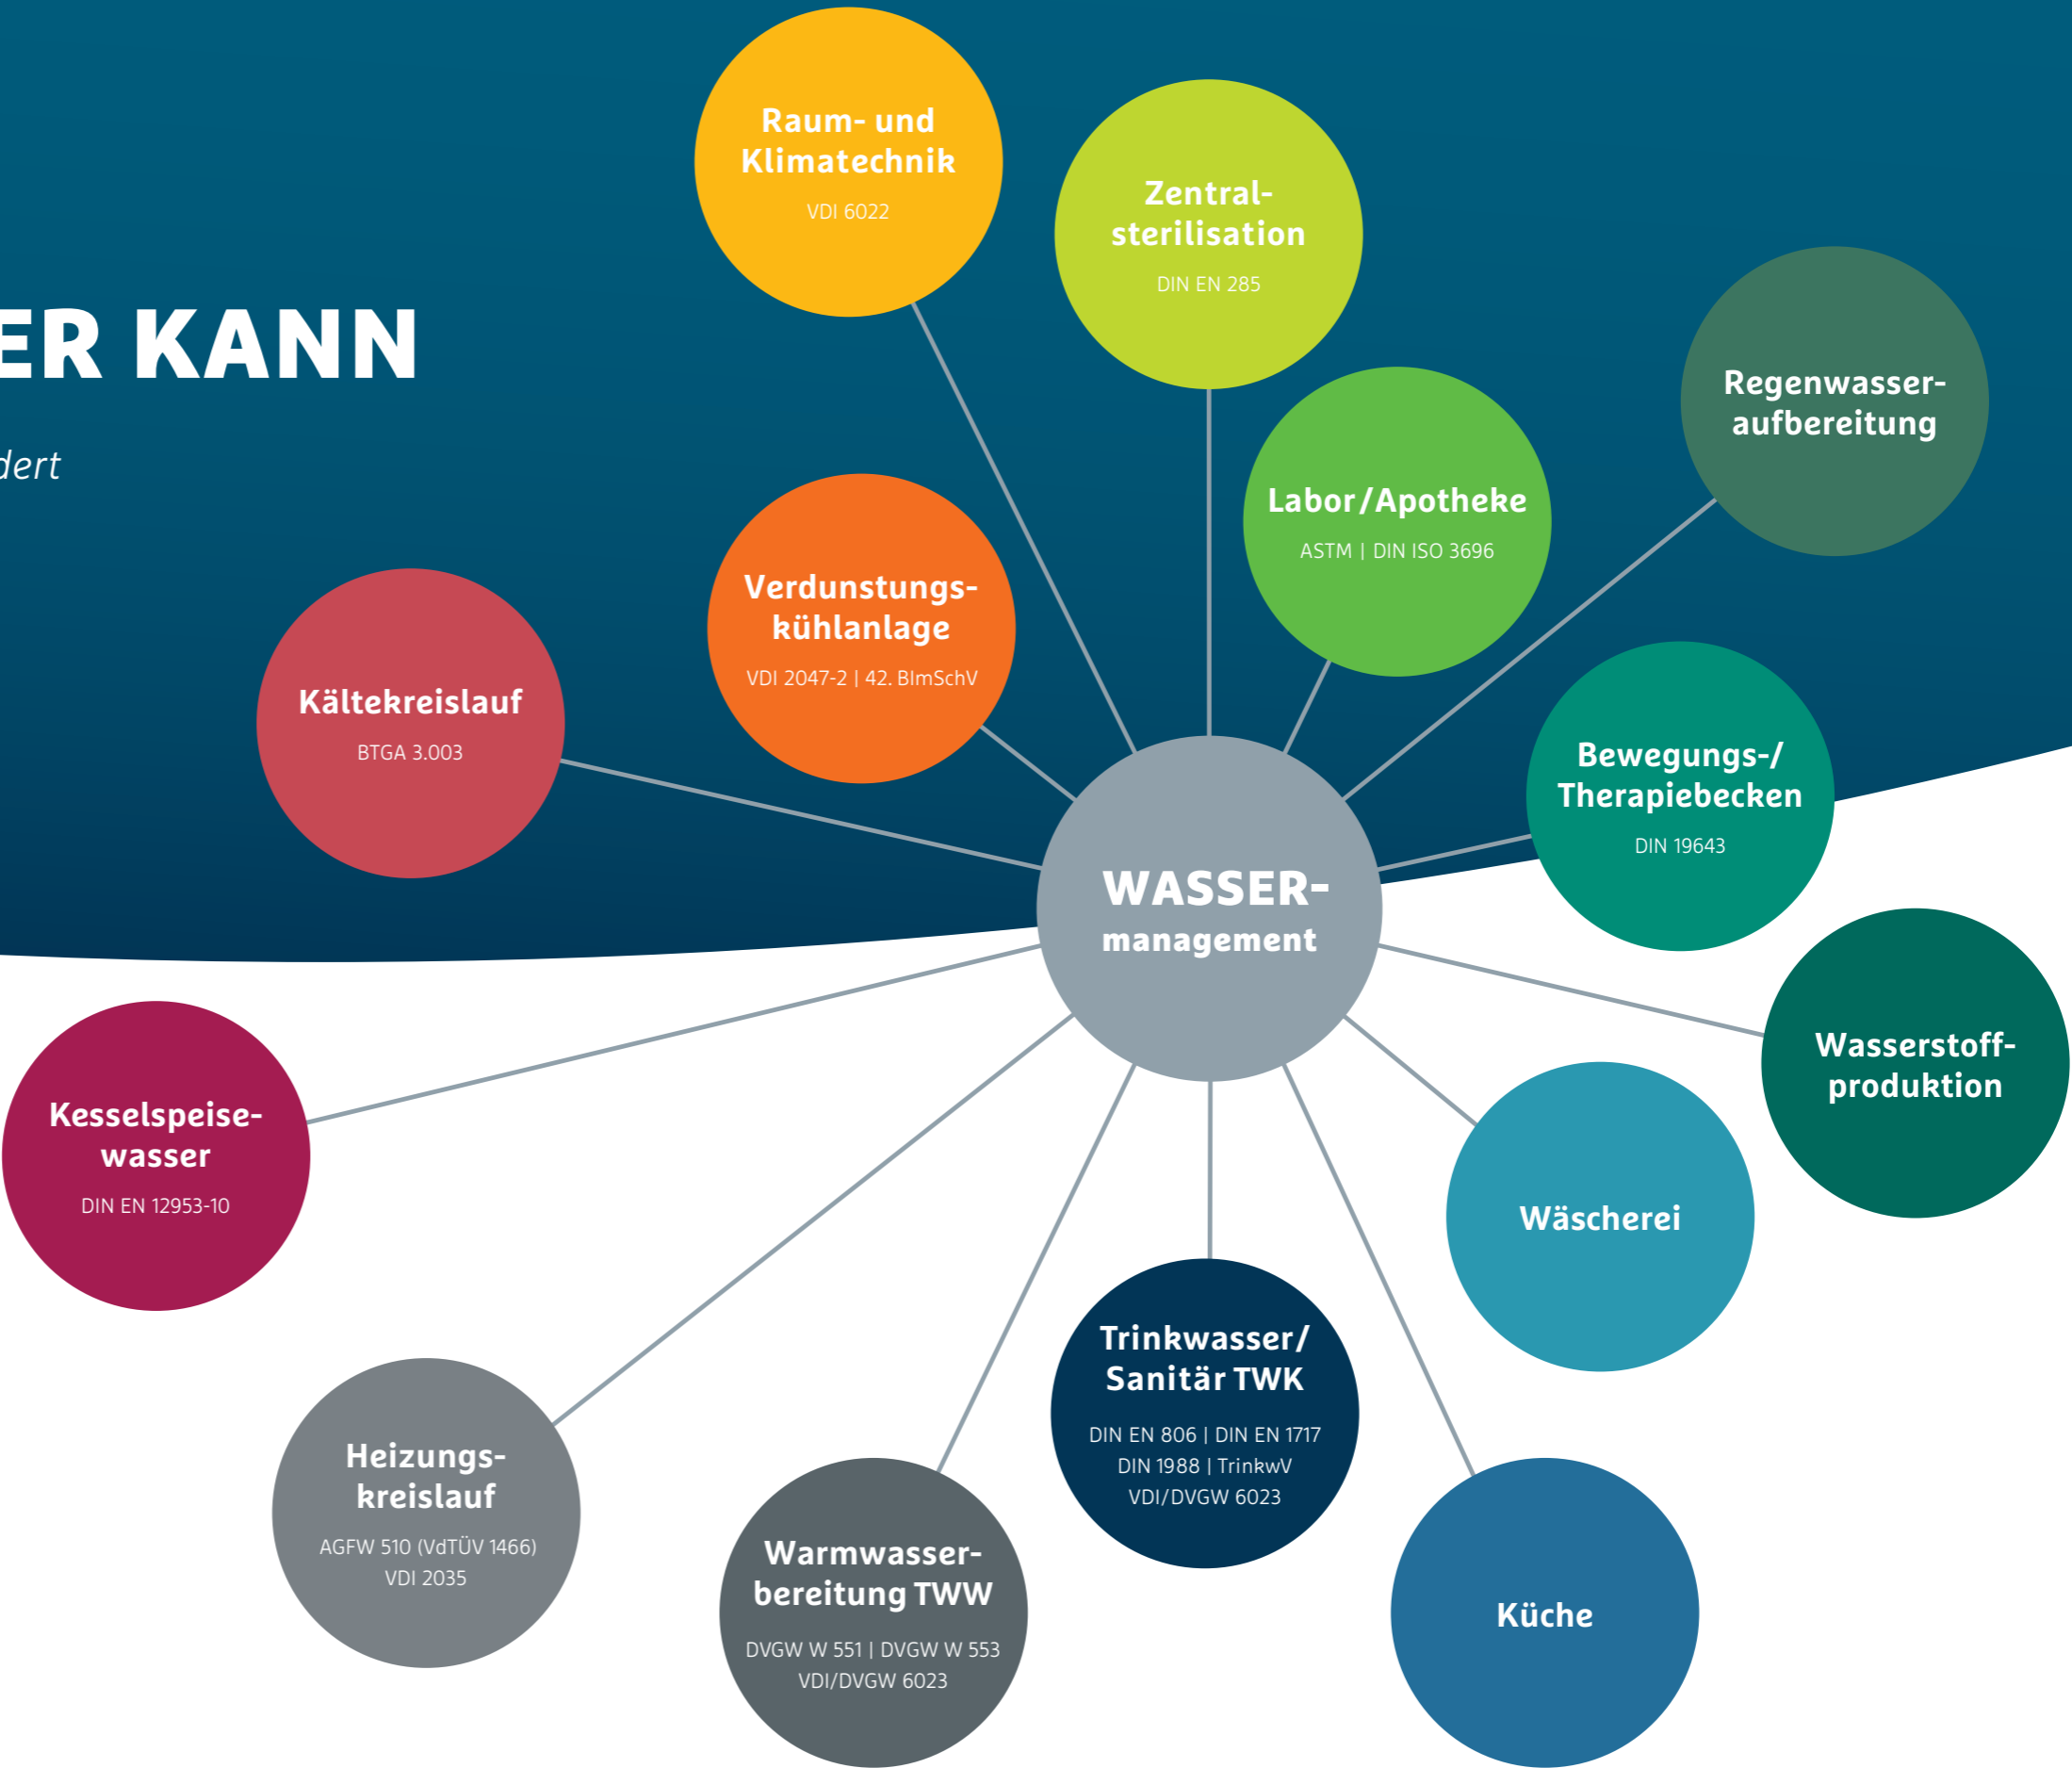 Raum- und
Klimatechnik
VDI 6022
Zentral-
sterilisation
DIN EN 285
ER KANN
dert
Regenwasser-
aufbereitung
Labor/Apotheke
ASTM | DIN ISO 3696
Verdunstungs-
kühlanlage
VDI 2047-2 | 42. BImSchV
Kältekreislauf
BTGA 3.003
Bewegungs-/
Therapiebecken
DIN 19643
WASSER-
management
Wasserstoff-
produktion
Kesselspeise-
wasser
DIN EN 12953-10
Wäscherei
Trinkwasser/
Sanitär TWK
DIN EN 806 | DIN EN 1717
DIN 1988 | TrinkwV
VDI/DVGW 6023
Heizungs-
kreislauf
AGFW 510 (VdTÜV 1466)
VDI 2035
Warmwasser-
bereitung TWW
DVGW W 551 | DVGW W 553
VDI/DVGW 6023
Küche